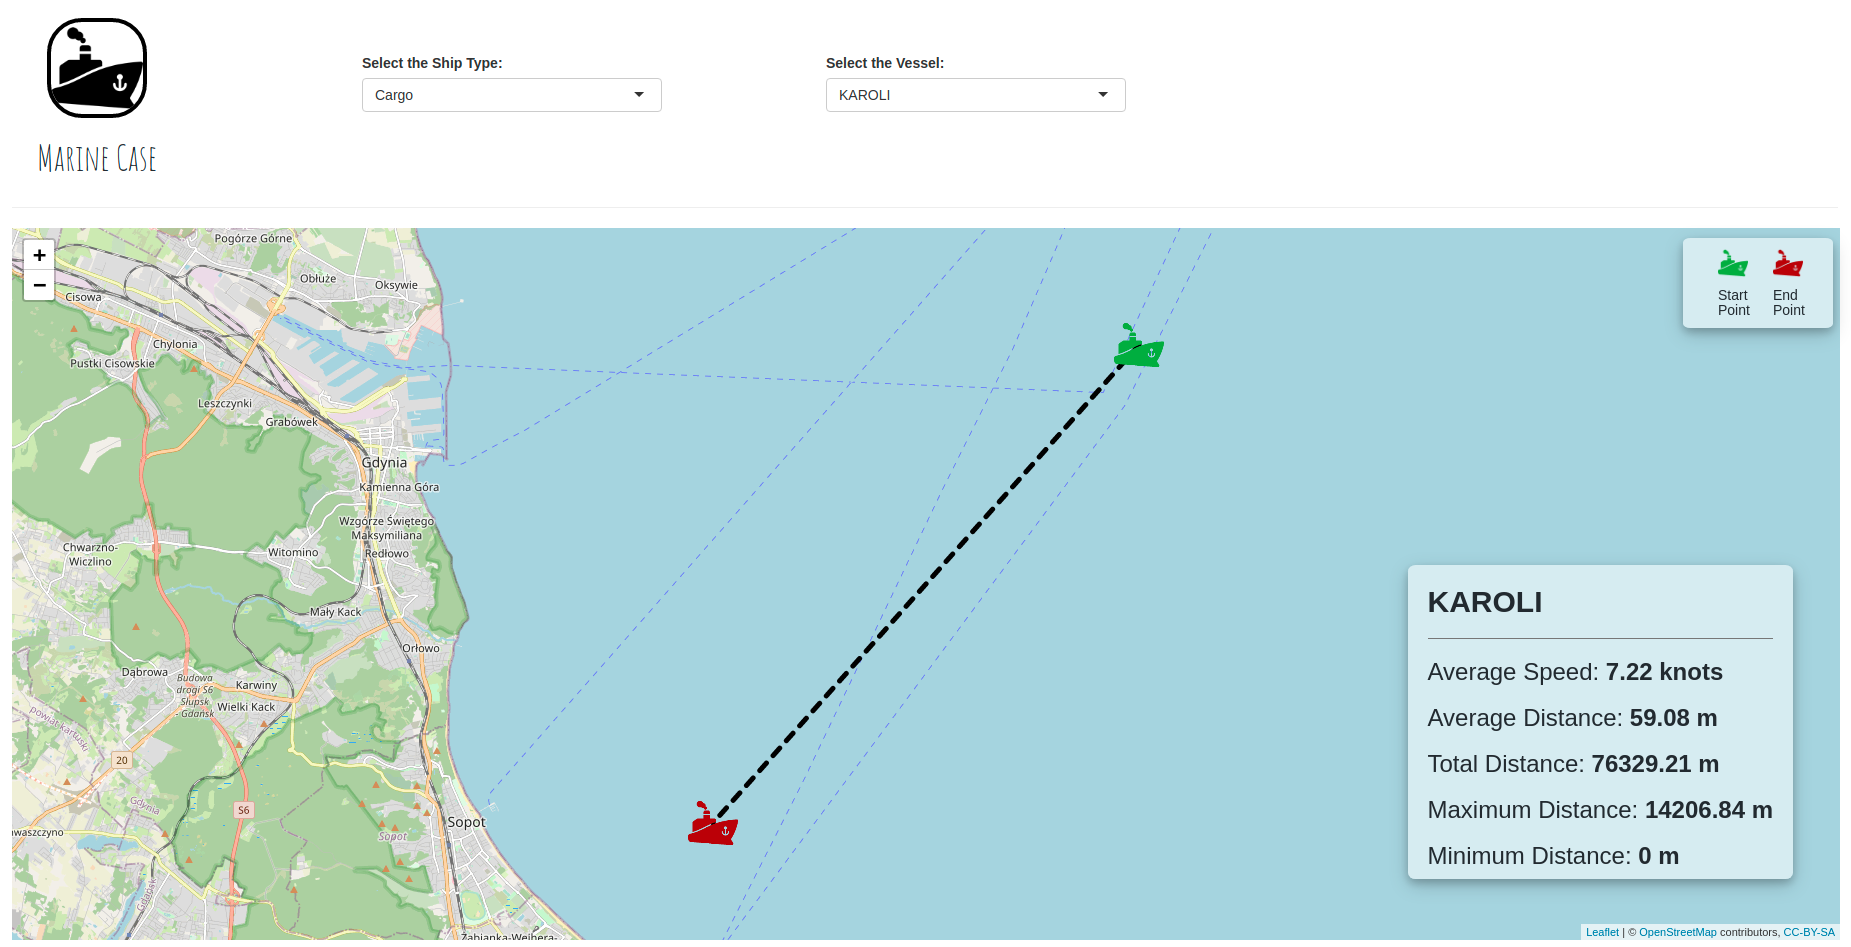 Select the Ship Type:
Select the Vessel:
Cargo
KAROLI
Marine Case
+
−
Pogórze Górne
Obłuże
Oksywie
Cisowa
Start
Point
End
Point
Chylonia
Pustki Cisowskie
Leszczynki
Grabówek
Gdynia
Kamienna Góra
Wzgórze Świętego
Maksymiliana
Redłowo
Chwarzno-
Wiczlino
Witomino
Mały Kack
Orłowo
Dąbrowa
Budowa
drogi S6
Słupsk
- Gdańsk
Karwiny
Wielki Kack
powiat kartuski
20
Gdynia
S6
Sopot
Sopot
Gdańsk
Żabianka-Wejhera-
KAROLI
Average Speed: 7.22 knots
Average Distance: 59.08 m
Total Distance: 76329.21 m
Maximum Distance: 14206.84 m
Minimum Distance: 0 m
Leaflet | © OpenStreetMap contributors, CC-BY-SA